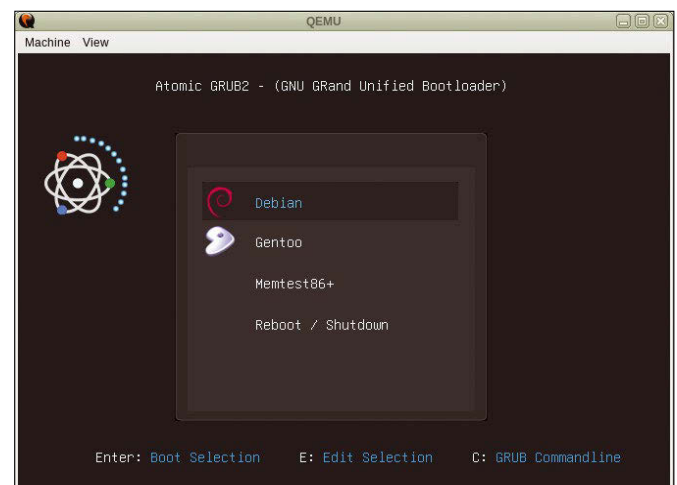 QEMU
Machine View
Atomic GRUB2 - (GNU GRand Unified Bootloader)
Debian
Gentoo
Memtest86+
Reboot / Shutdown
Enter: Boot Selection E: Edit Selection C: GRUB Commandline